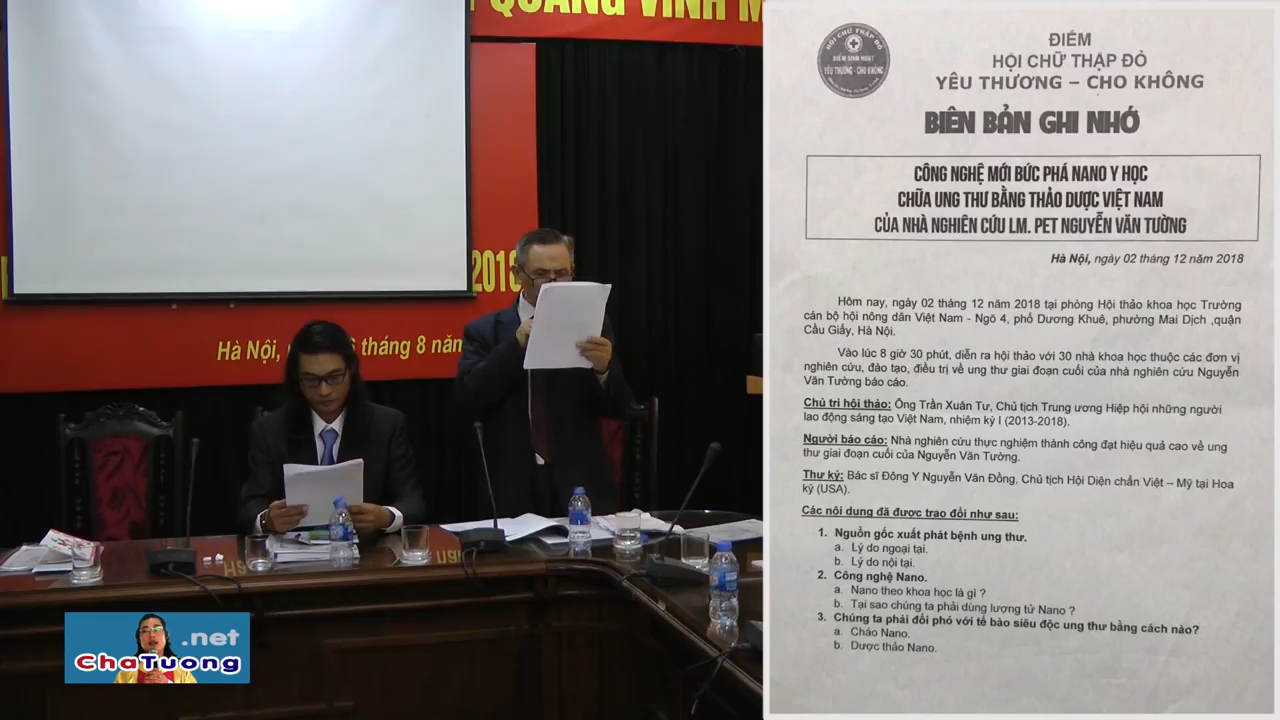 QUANG VINH M
2018
Hà Nội, n 6 tháng 8 năm
.net
ChaTuong
HỘI CHỮ THẬP ĐỎ
ĐIỂM SINH HOẠT
YÊU THƯƠNG - CHO KHÔNG
ĐIỂM
HỘI CHỮ THẬP ĐỎ
YÊU THƯƠNG – CHO KHÔNG
BIÊN BẢN GHI NHỚ
CÔNG NGHỆ MỚI BỨC PHÁ NANO Y HỌC
CHỮA UNG THƯ BẰNG THẢO DƯỢC VIỆT NAM
CỦA NHÀ NGHIÊN CỨU LM. PET NGUYỄN VĂN TƯỜNG
Hà Nội, ngày 02 tháng 12 năm 2018
Hôm nay, ngày 02 tháng 12 năm 2018 tại phòng Hội thảo khoa học Trường
cán bộ hội nông dân Việt Nam - Ngõ 4, phố Dương Khuê, phường Mai Dịch ,quận
Cầu Giấy, Hà Nội.
Vào lúc 8 giờ 30 phút, diễn ra hội thảo với 30 nhà khoa học thuộc các đơn vị
nghiên cứu, đào tạo, điều trị về ung thư giai đoạn cuối của nhà nghiên cứu Nguyễn
Văn Tường báo cáo.
Chủ trì hội thảo: Ông Trần Xuân Tư, Chủ tịch Trung ương Hiệp hội những người
lao động sáng tạo Việt Nam, nhiệm kỳ I (2013-2018).
Người báo cáo: Nhà nghiên cứu thực nghiệm thành công đạt hiệu quả cao về ung
thư giai đoạn cuối của Nguyễn Văn Tường.
Thư ký: Bác sĩ Đông Y Nguyễn Văn Đồng, Chủ tịch Hội Diện chẩn Việt – Mỹ tại Hoa
kỳ (USA).
Các nội dung đã được trao đổi như sau:
1. Nguồn gốc xuất phát bệnh ung thư.
a. Lý do ngoại tại.
b. Lý do nội tại.
2. Công nghệ Nano.
a. Nano theo khoa học là gì ?
b. Tại sao chúng ta phải dùng lượng tử Nano ?
3. Chúng ta phải đối phó với tế bào siêu độc ung thư bằng cách nào?
a. Cháo Nano.
b. Dược thảo Nano.